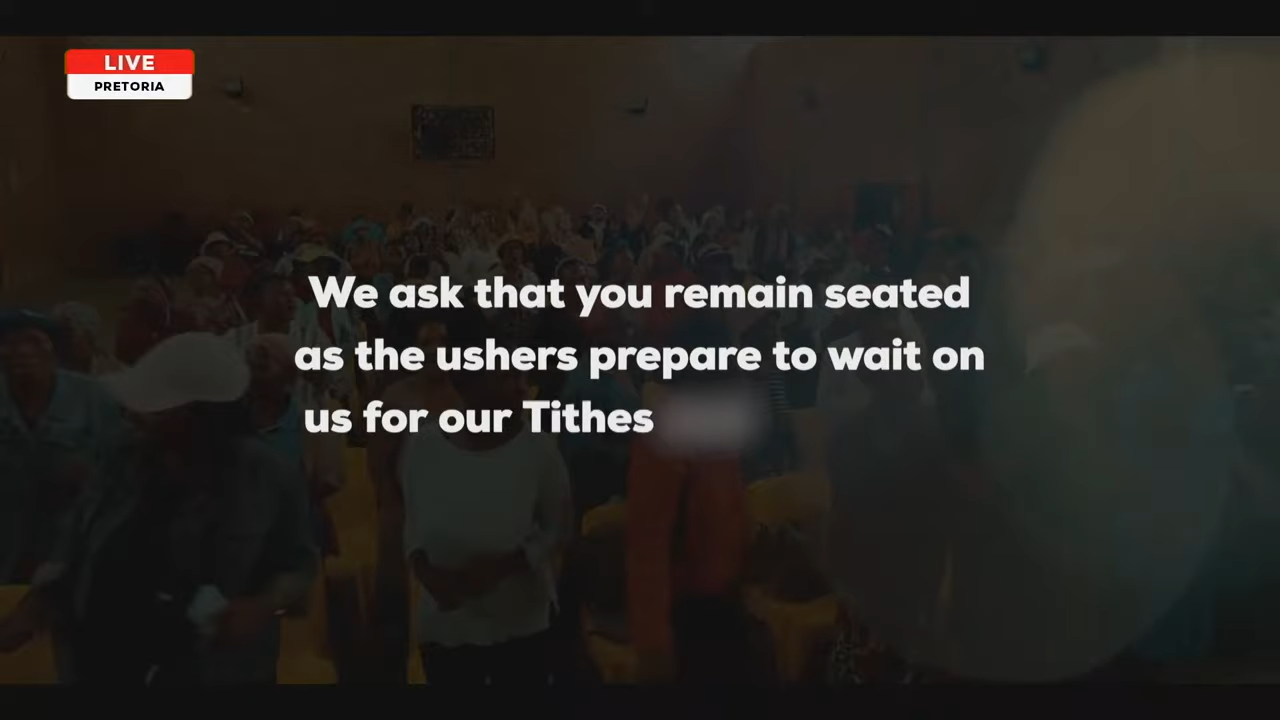 LIVE
PRETORIA
We ask that you remain seated
as the ushers prepare to wait on
us for our Tithes